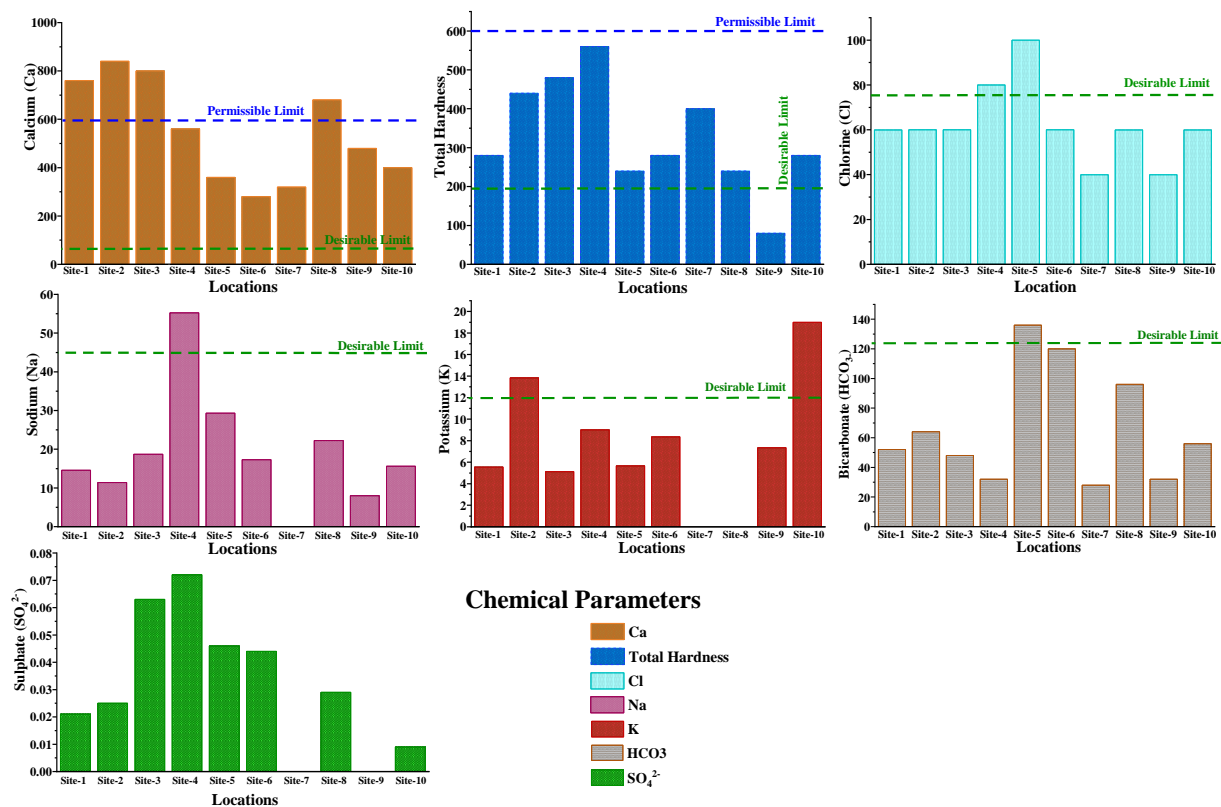 1000
800
600
400
200
0
Calcium (Ca)
Permissible Limit
Desirable Limit
Site-1 Site-2 Site-3 Site-4 Site-5 Site-6 Site-7 Site-8 Site-9 Site-10
Locations
600
500
400
300
200
100
0
Total Hardness
Permissible Limit
Desirable Limit
Site-1 Site-2 Site-3 Site-4 Site-5 Site-6 Site-7 Site-8 Site-9 Site-10
Locations
100
80
60
40
20
0
Chlorine (Cl)
Desirable Limit
Site-1 Site-2 Site-3 Site-4 Site-5 Site-6 Site-7 Site-8 Site-9 Site-10
Location
60
55
50
40
30
20
10
0
Sodium (Na)
Desirable Limit
Site-1 Site-2 Site-3 Site-4 Site-5 Site-6 Site-7 Site-8 Site-9 Site-10
Locations
20
18
16
14
12
10
8
6
4
2
0
Potassium (K)
Desirable Limit
Site-1 Site-2 Site-3 Site-4 Site-5 Site-6 Site-7 Site-8 Site-9 Site-10
Locations
140
120
100
80
60
40
20
0
Bicarbonate (HCO3-)
Desirable Limit
Site-1 Site-2 Site-3 Site-4 Site-5 Site-6 Site-7 Site-8 Site-9 Site-10
Location
0.08
0.07
0.06
0.05
0.04
0.03
0.02
0.01
0.00
Sulphate (SO₄²⁻)
Site-1 Site-2 Site-3 Site-4 Site-5 Site-6 Site-7 Site-8 Site-9 Site-10
Locations
Chemical Parameters
Ca
Total Hardness
Cl
Na
K
HCO3
SO₄²⁻